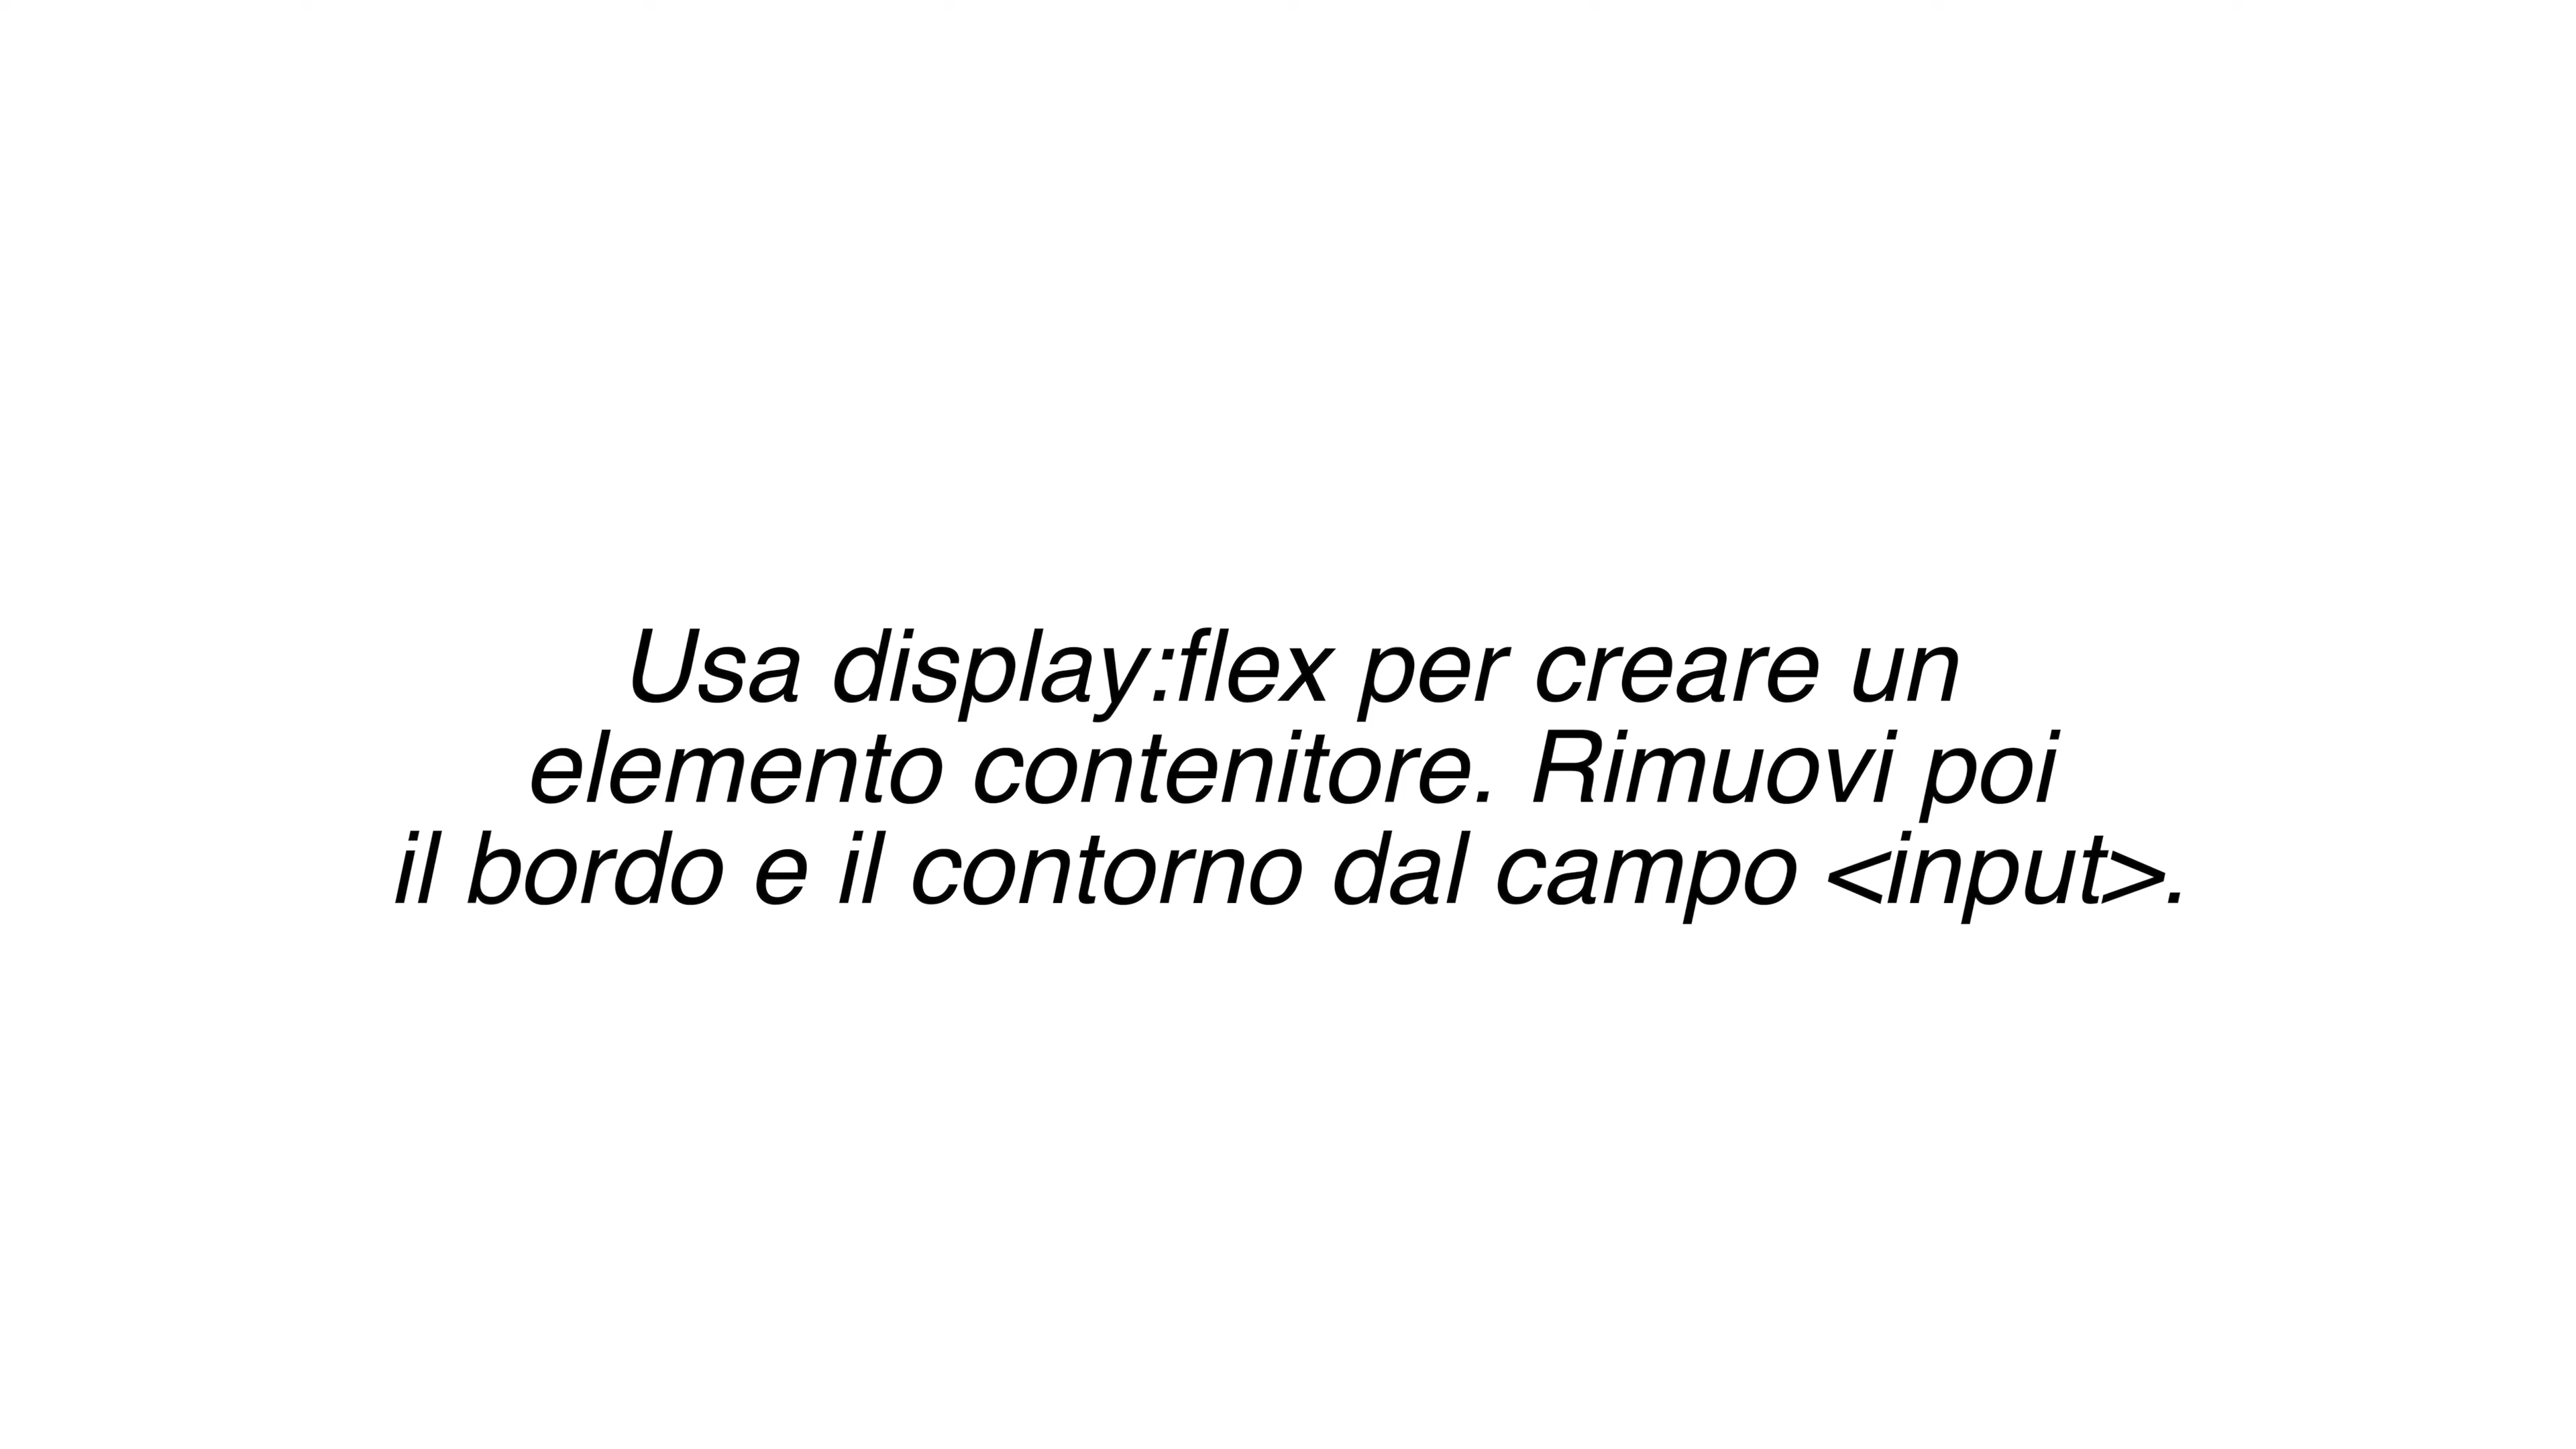 Usa display:flex per creare un
elemento contenitore. Rimuovi poi
il bordo e il contorno dal campo <input>.